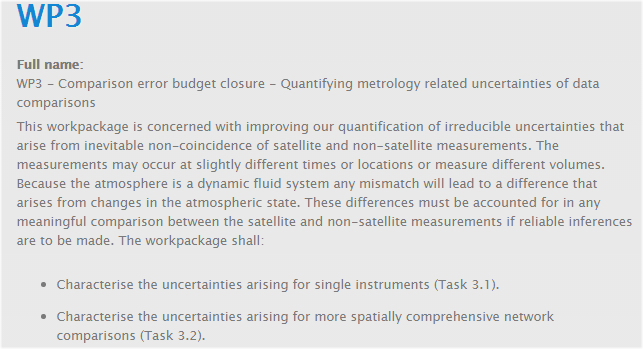 WP3
Full name:
WP3 - Comparison error budget closure - Quantifying metrology related uncertainties of data
comparisons
This workpackage is concerned with improving our quantification of irreducible uncertainties that
arise from inevitable non-coincidence of satellite and non-satellite measurements. The
measurements may occur at slightly different times or locations or measure different volumes.
Because the atmosphere is a dynamic fluid system any mismatch will lead to a difference that
arises from changes in the atmospheric state. These differences must be accounted for in any
meaningful comparison between the satellite and non-satellite measurements if reliable inferences
are to be made. The workpackage shall:
• Characterise the uncertainties arising for single instruments (Task 3.1).
• Characterise the uncertainties arising for more spatially comprehensive network
comparisons (Task 3.2).